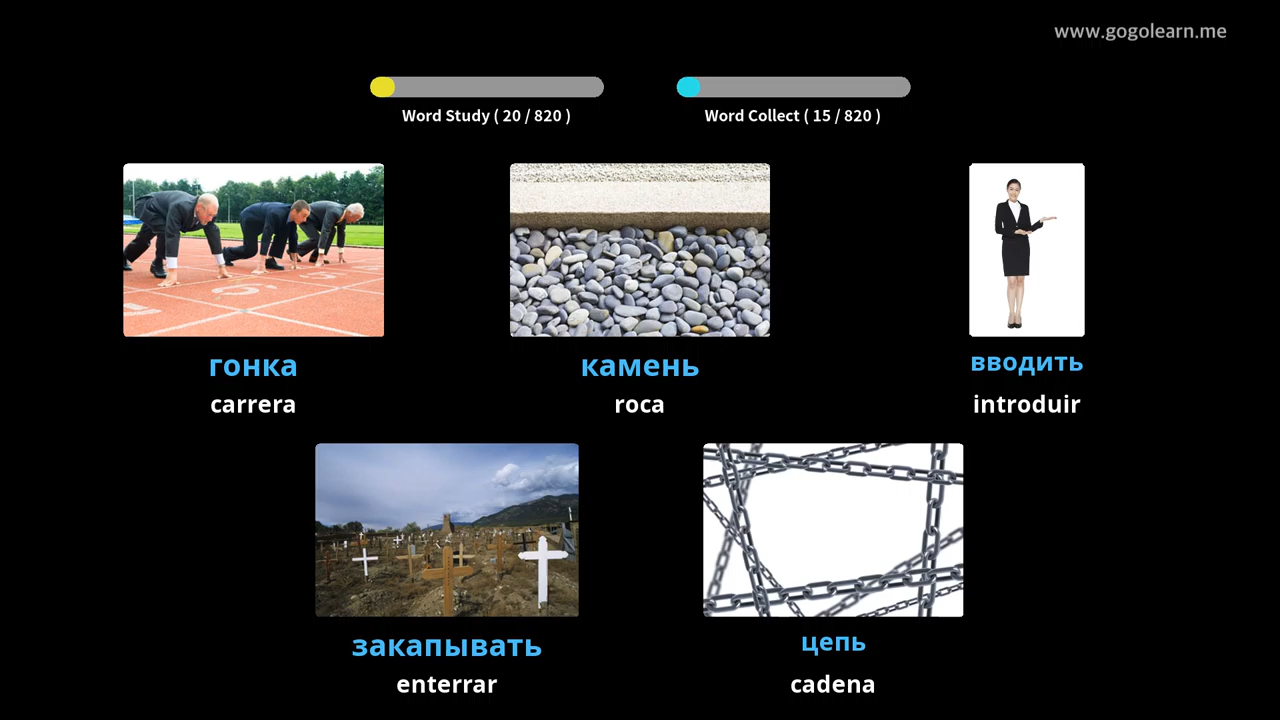 www.gogolearn.me
Word Study ( 20 / 820 )
Word Collect ( 15 / 820 )
гонка
carrera
камень
roca
вводить
introduir
закапывать
enterrar
цепь
cadena